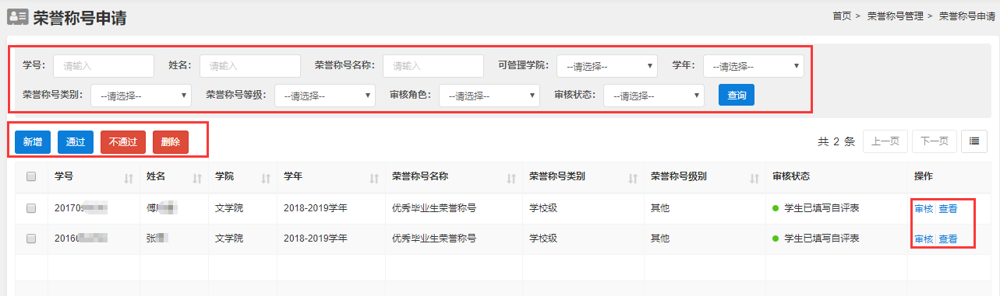 荣誉称号申请
首页 > 荣誉称号管理 > 荣誉称号申请
学号： 请输入 姓名： 请输入 荣誉称号名称： 请输入 可管理学院： --请选择-- 学年： --请选择--
荣誉称号类别： --请选择-- 荣誉称号等级： --请选择-- 审核角色： --请选择-- 审核状态： --请选择-- 查询
新增 通过 不通过 删除 共 2 条 上一页 下一页
学号 姓名 学院 学年 荣誉称号名称 荣誉称号类别 荣誉称号级别 审核状态 操作
20170 傅 文学院 2018-2019学年 优秀毕业生荣誉称号 学校级 其他 学生已填写自评表 审核 查看
2016 张 文学院 2018-2019学年 优秀毕业生荣誉称号 学校级 其他 学生已填写自评表 审核 查看